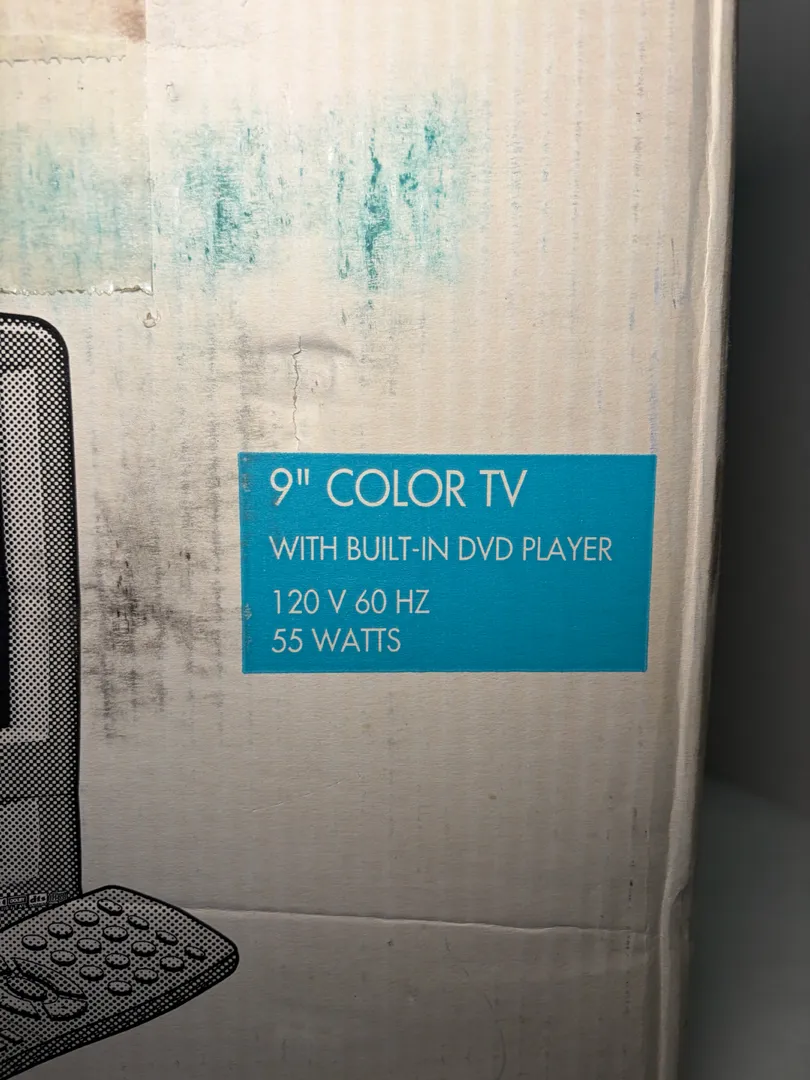 9" COLOR TV
WITH BUILT-IN DVD PLAYER
120 V 60 HZ
55 WATTS